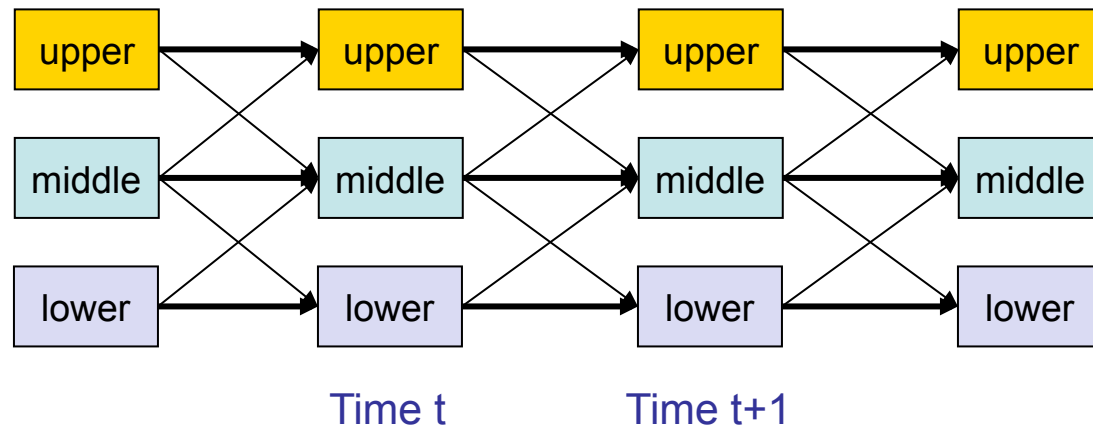 upper upper upper upper
middle middle middle middle
lower lower lower lower
Time t Time t+1